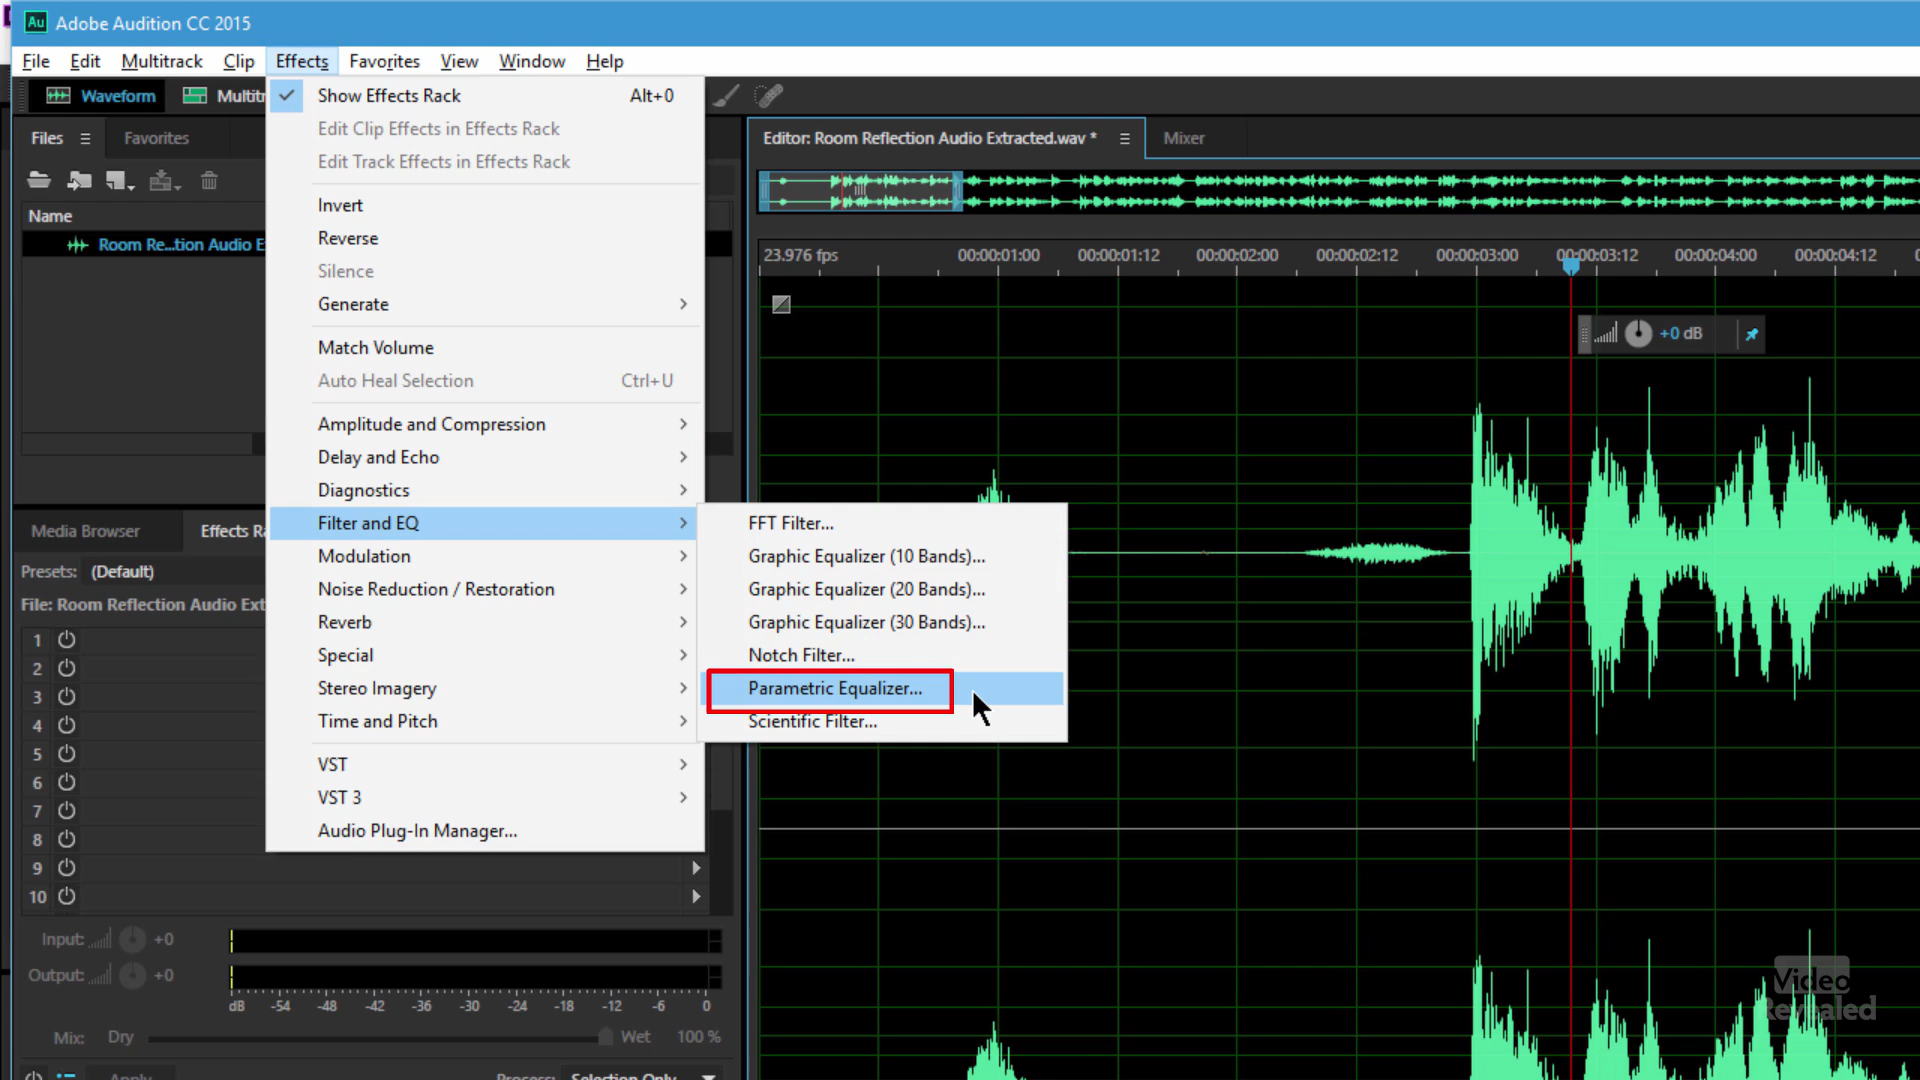 Au Adobe Audition CC 2015
File Edit Multitrack Clip Effects Favorites View Window Help
Waveform
Files Favorites
Name
Room Re...tion Audio E
Show Effects Rack Alt+0
Edit Clip Effects in Effects Rack
Edit Track Effects in Effects Rack
Invert
Reverse
Silence
Generate
Match Volume
Auto Heal Selection Ctrl+U
Amplitude and Compression
Delay and Echo
Diagnostics
Filter and EQ
Modulation
Noise Reduction / Restoration
Reverb
Special
Stereo Imagery
Time and Pitch
VST
VST 3
Audio Plug-In Manager...
FFT Filter...
Graphic Equalizer (10 Bands)...
Graphic Equalizer (20 Bands)...
Graphic Equalizer (30 Bands)...
Notch Filter...
Parametric Equalizer...
Scientific Filter...
Editor: Room Reflection Audio Extracted.wav * Mixer
23.976 fps 00:00:01:00 00:00:01:12 00:00:02:00 00:00:02:12 00:00:03:00 00:00:03:12 00:00:04:00 00:00:04:12
+0 dB
Media Browser Effects Ra
Presets: (Default)
File: Room Reflection Audio Ext
1
2
3
4
5
6
7
8
9
10
Input: +0
Output: +0
dB -54 -48 -42 -36 -30 -24 -18 -12 -6 0
Mix: Dry Wet 100 %
Apply Process: Selection Only
Video
Revealed